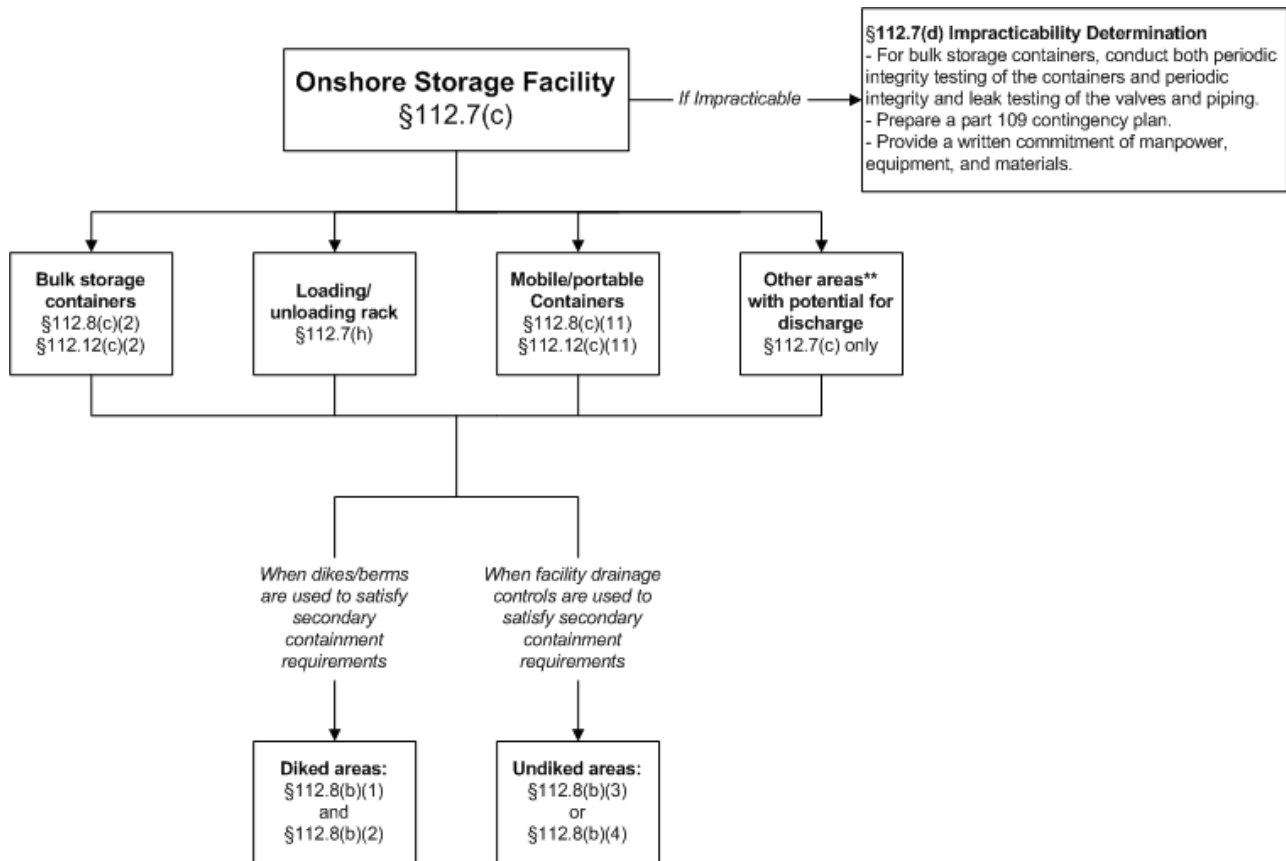 Onshore Storage Facility
§112.7(c)
If Impracticable
§112.7(d) Impracticability Determination
- For bulk storage containers, conduct both periodic
integrity testing of the containers and periodic
integrity and leak testing of the valves and piping.
- Prepare a part 109 contingency plan.
- Provide a written commitment of manpower,
equipment, and materials.
Bulk storage
containers
§112.8(c)(2)
§112.12(c)(2)
Loading/
unloading rack
§112.7(h)
Mobile/portable
Containers
§112.8(c)(11)
§112.12(c)(11)
Other areas**
with potential for
discharge
§112.7(c) only
When dikes/berms
are used to satisfy
secondary
containment
requirements
When facility drainage
controls are used to
satisfy secondary
containment
requirements
Diked areas:
§112.8(b)(1)
and
§112.8(b)(2)
Undiked areas:
§112.8(b)(3)
or
§112.8(b)(4)